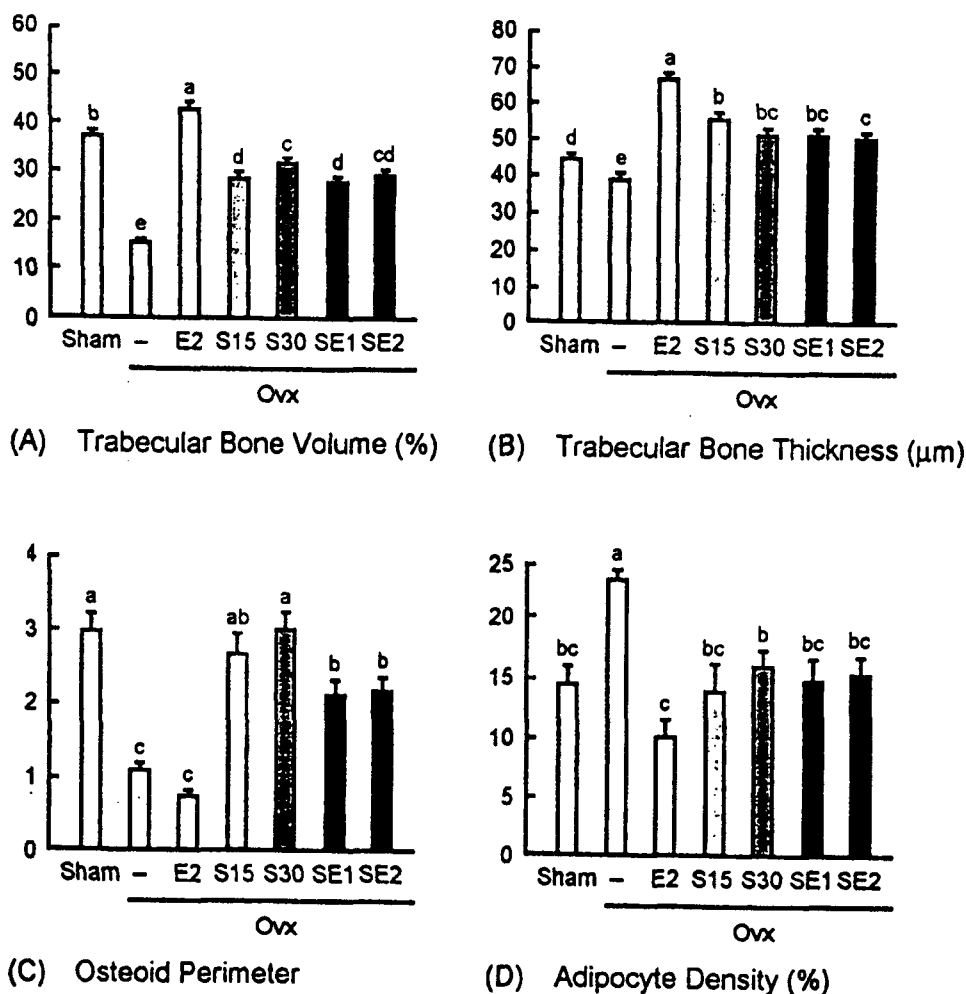 60
50
40
30
20
10
0
b
e
a
d
c
d
cd
Sham – E2 S15 S30 SE1 SE2
Ovx
(A) Trabecular Bone Volume (%)
80
70
60
50
40
30
20
10
0
d
e
a
b
bc
bc
c
Sham – E2 S15 S30 SE1 SE2
Ovx
(B) Trabecular Bone Thickness (μm)
4
3
2
1
0
a
c
c
ab
a
b
b
Sham – E2 S15 S30 SE1 SE2
Ovx
(C) Osteoid Perimeter
25
20
15
10
5
0
bc
a
c
bc
b
bc
bc
Sham – E2 S15 S30 SE1 SE2
Ovx
(D) Adipocyte Density (%)